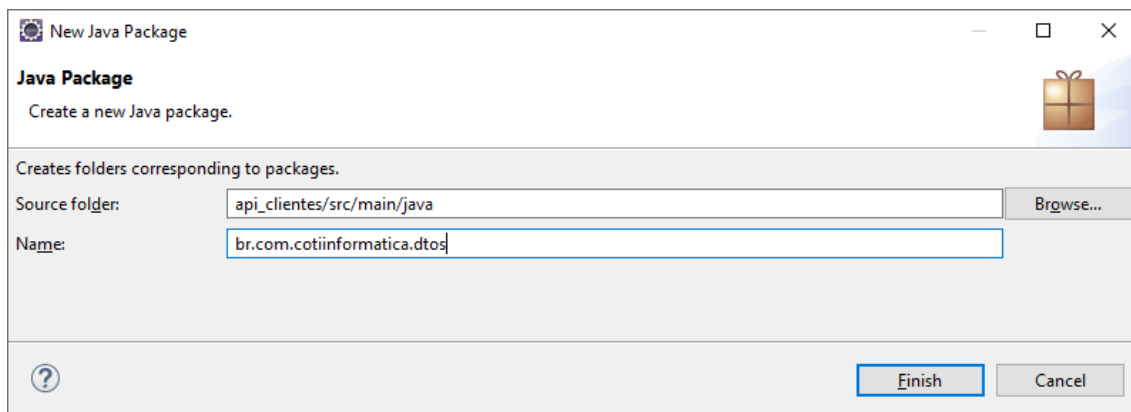 New Java Package
Java Package
Create a new Java package.
Creates folders corresponding to packages.
Source folder: api_clientes/src/main/java Browse...
Name: br.com.cotiinformatica.dtos
? Finish Cancel